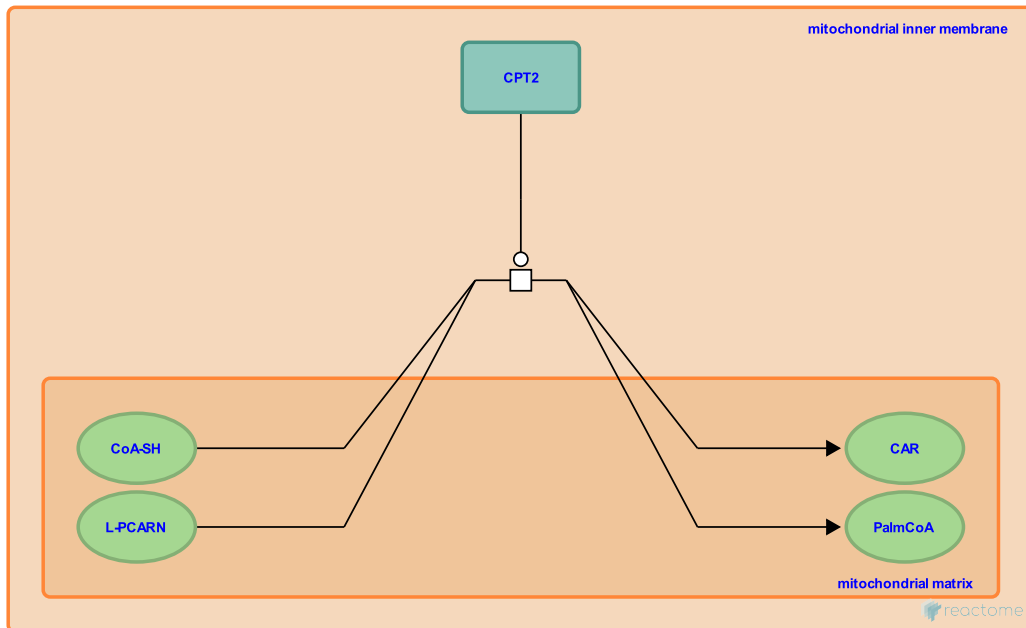 mitochondrial inner membrane
CPT2
CoA-SH
CAR
L-PCARN
PalmCoA
mitochondrial matrix
reactome